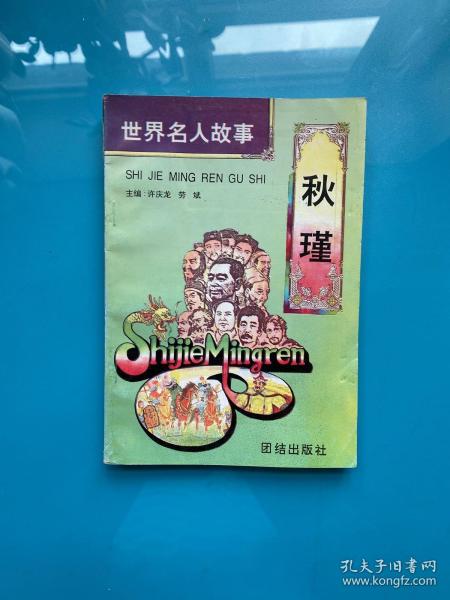 世界名人故事
SHI JIE MING REN GU SHI
主编:许庆龙 劳 斌
秋瑾
ShijieMingren
团结出版社
孔夫子旧书网
www.kongfz.com